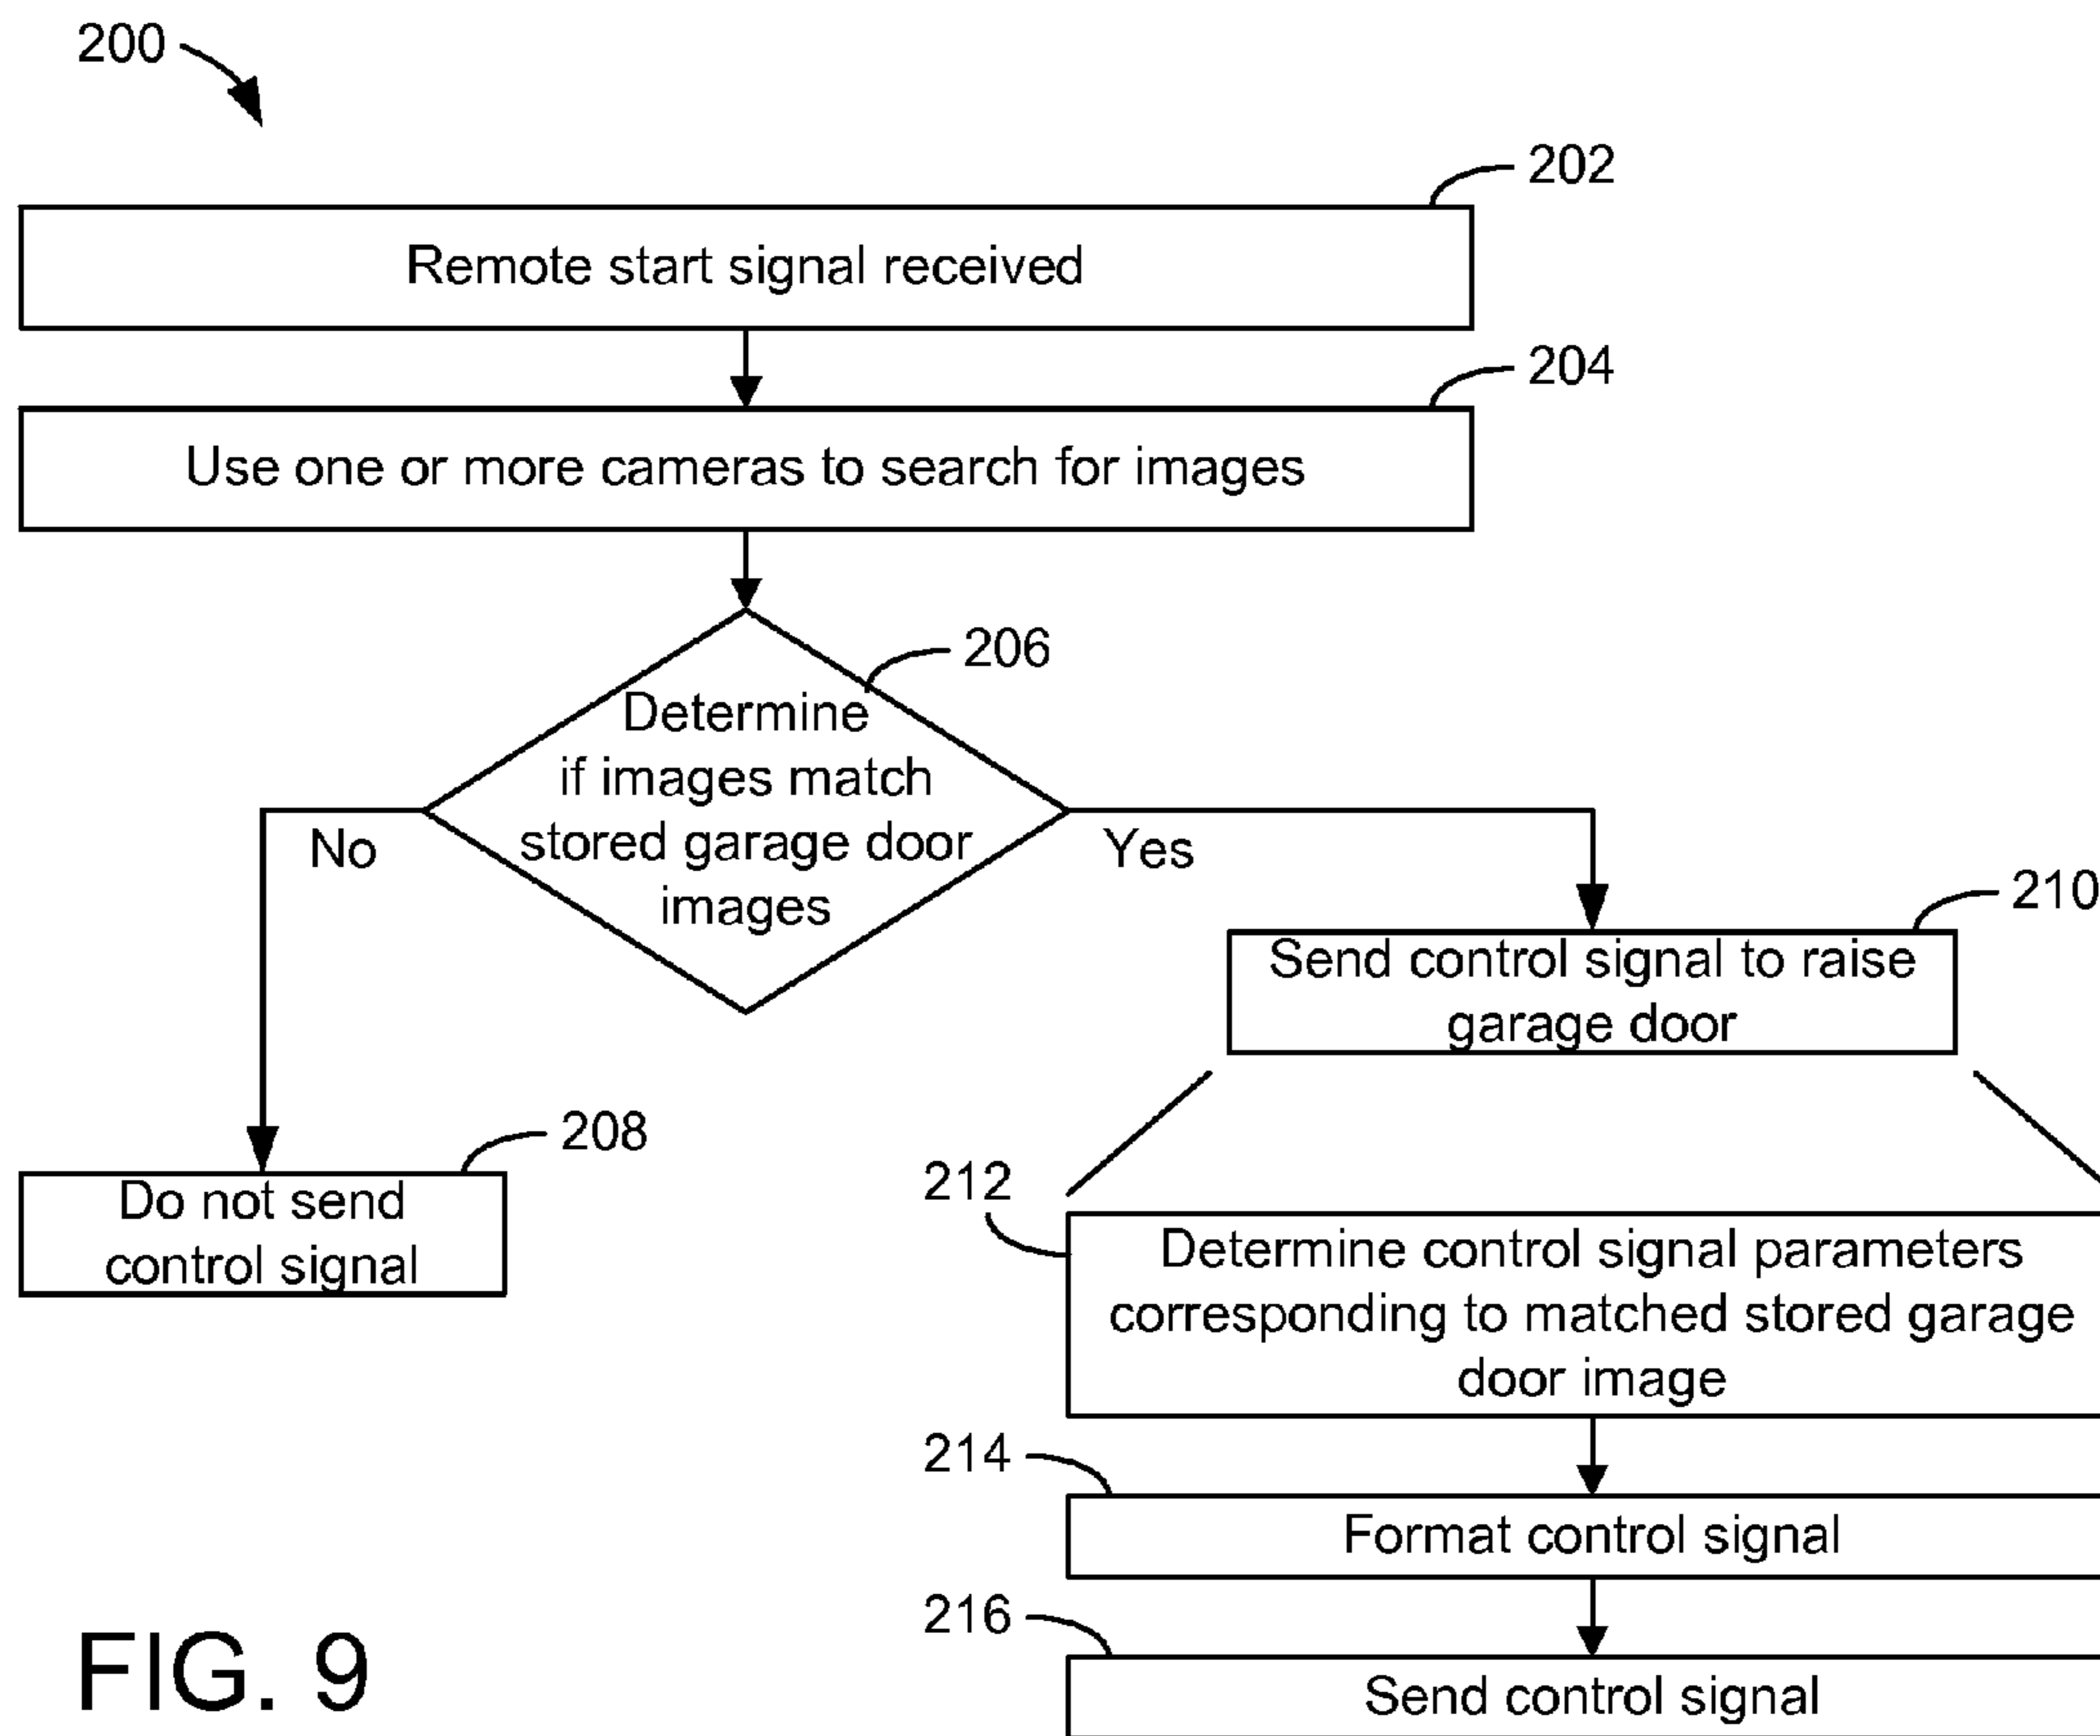 200
202
Remote start signal received
204
Use one or more cameras to search for images
206
Determine
if images match
stored garage door
images
No
Yes
210
Send control signal to raise
garage door
208
Do not send
control signal
212
Determine control signal parameters
corresponding to matched stored garage
door image
214
Format control signal
216
Send control signal
FIG. 9